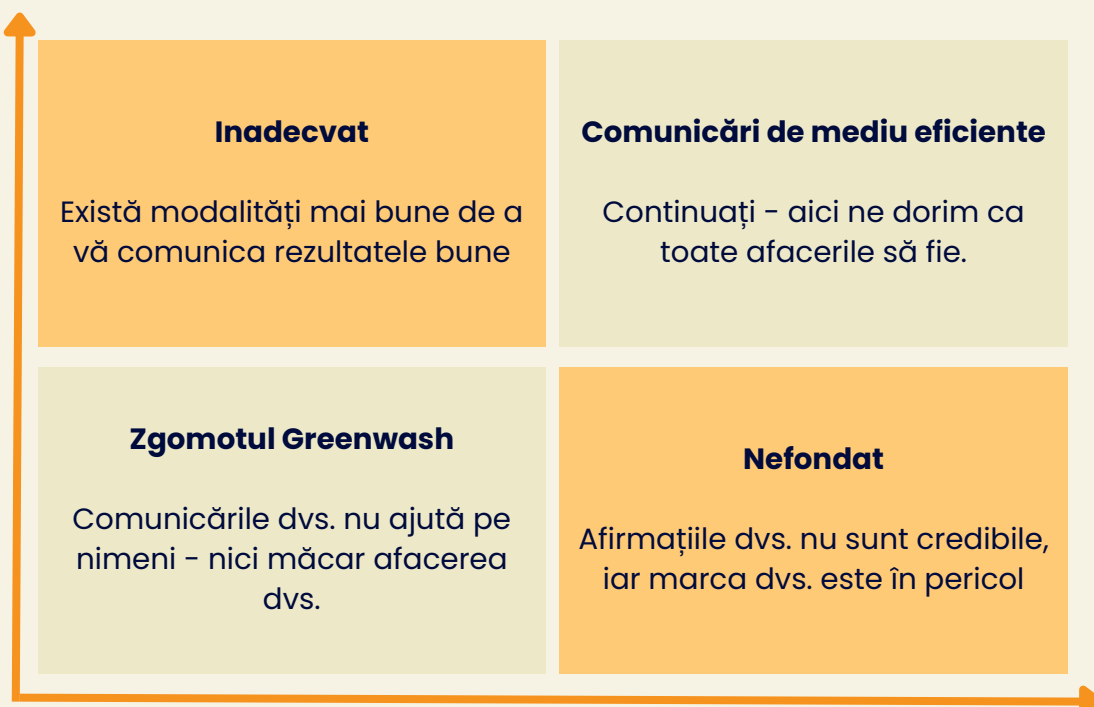 Inadecvat
Există modalități mai bune de a
vă comunica rezultatele bune
Comunicări de mediu eficiente
Continuați - aici ne dorim ca
toate afacerile să fie.
Zgomotul Greenwash
Comunicările dvs. nu ajută pe
nimeni - nici măcar afacerea
dvs.
Nefondat
Afirmațiile dvs. nu sunt credibile,
iar marca dvs. este în pericol